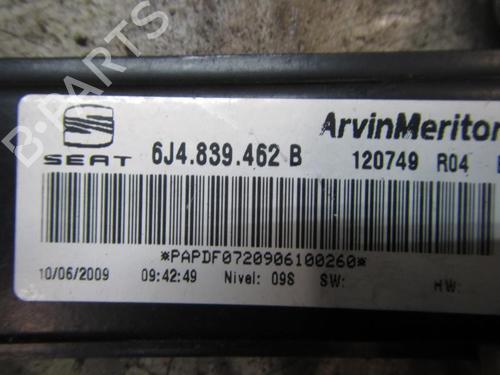 ArvinMeritor
SEAT 6J4.839.462 B 120749 R04
*PAPDF0720906100260*
10/06/2009 09:42:49 Nivel: 09S SW: HW:
B-PARTS